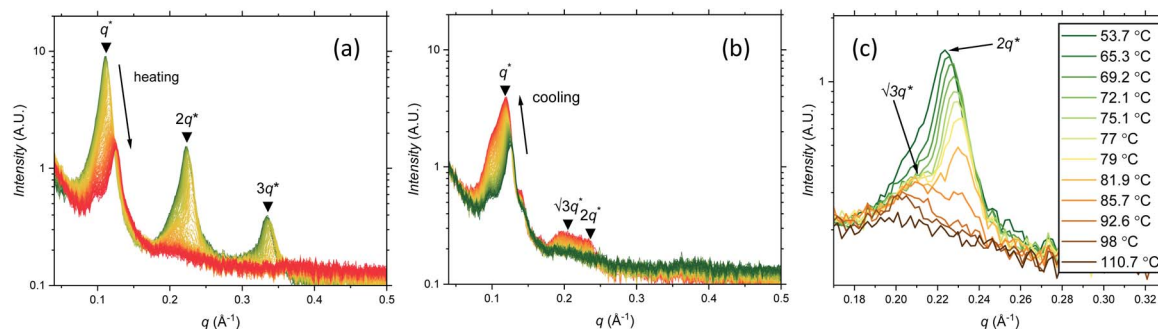 (a)
q*
heating
2q*
3q*
10
1
0.1
Intensity (A.U.)
0.1
0.2
0.3
0.4
0.5
q (Å⁻¹)
(b)
q*
cooling
√3q*
2q*
10
1
0.1
Intensity (A.U.)
0.1
0.2
0.3
0.4
0.5
q (Å⁻¹)
(c)
2q*
√3q*
1
Intensity (A.U.)
0.18
0.20
0.22
0.24
0.26
0.28
0.30
0.32
q (Å⁻¹)
53.7 °C
65.3 °C
69.2 °C
72.1 °C
75.1 °C
77 °C
79 °C
81.9 °C
85.7 °C
92.6 °C
98 °C
110.7 °C